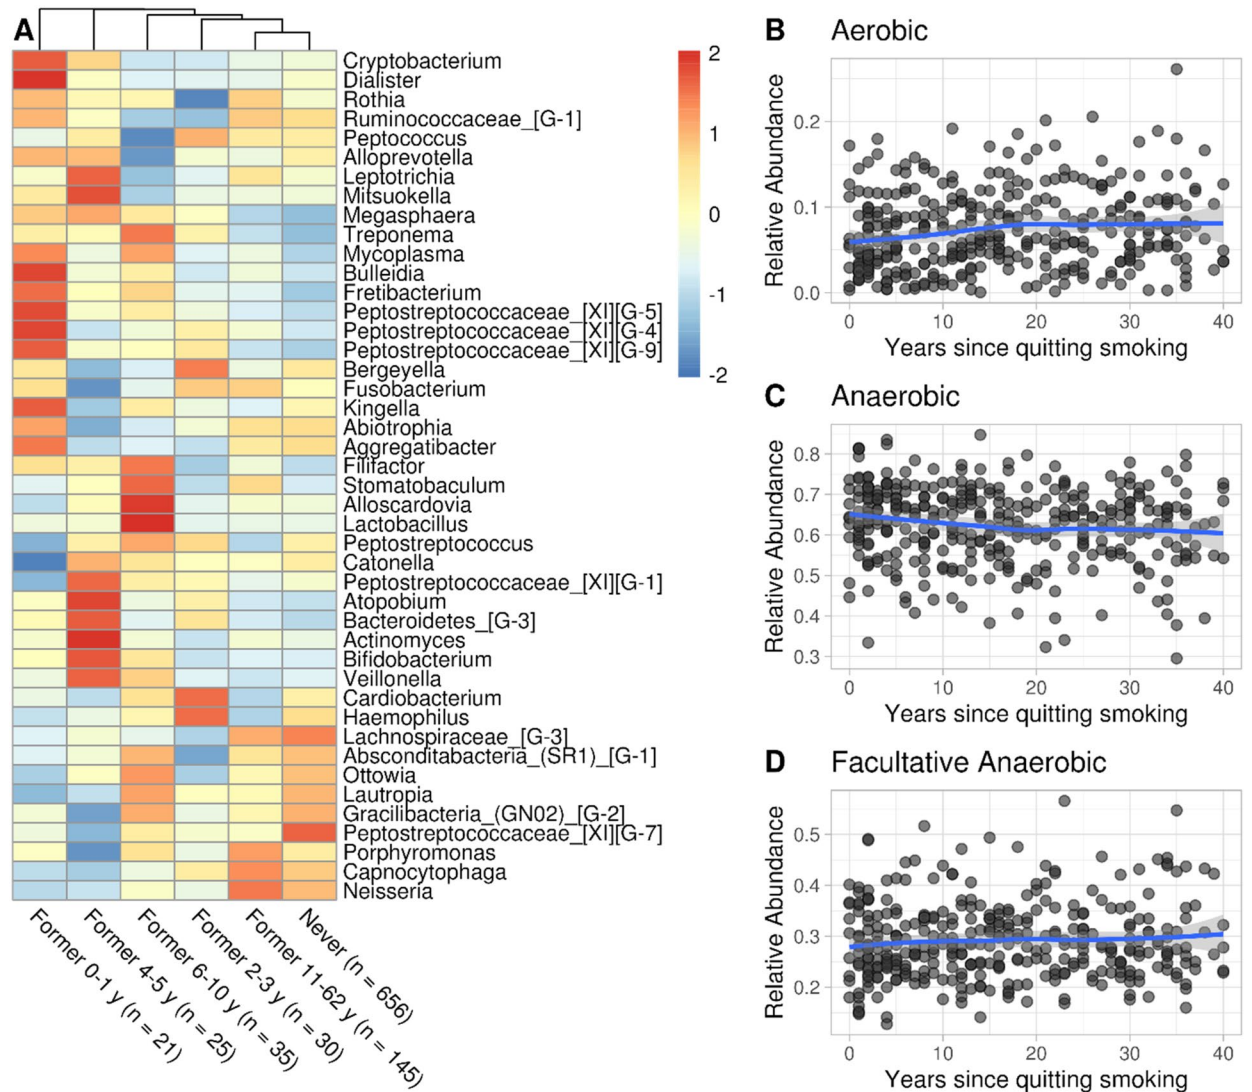 A
Cryptobacterium
Dialister
Rothia
Ruminococcaceae_[G-1]
Peptococcus
Alloprevotella
Leptotrichia
Mitsuokella
Megasphaera
Treponema
Mycoplasma
Bulleidia
Fretibacterium
Peptostreptococcaceae_[XI][G-5]
Peptostreptococcaceae_[XI][G-4]
Peptostreptococcaceae_[XI][G-9]
Bergeyella
Fusobacterium
Kingella
Abiotrophia
Aggregatibacter
Filifactor
Stomatobaculum
Alloscardovia
Lactobacillus
Peptostreptococcus
Catonella
Peptostreptococcaceae_[XI][G-1]
Atopobium
Bacteroidetes_[G-3]
Actinomyces
Bifidobacterium
Veillonella
Cardiobacterium
Haemophilus
Lachnospiraceae_[G-3]
Absconditabacteria_(SR1)_[G-1]
Ottowia
Lautropia
Gracilibacteria_(GN02)_[G-2]
Peptostreptococcaceae_[XI][G-7]
Porphyromonas
Capnocytophaga
Neisseria
Former 0-1 y (n = 21)
Former 4-5 y (n = 25)
Former 6-10 y (n = 35)
Former 2-3 y (n = 30)
Former 11-62 y (n = 145)
Never (n = 656)
2
1
0
-1
-2
B Aerobic
Relative Abundance
0.2
0.1
0.0
0 10 20 30 40
Years since quitting smoking
C Anaerobic
Relative Abundance
0.8
0.7
0.6
0.5
0.4
0.3
0 10 20 30 40
Years since quitting smoking
D Facultative Anaerobic
Relative Abundance
0.5
0.4
0.3
0.2
0 10 20 30 40
Years since quitting smoking